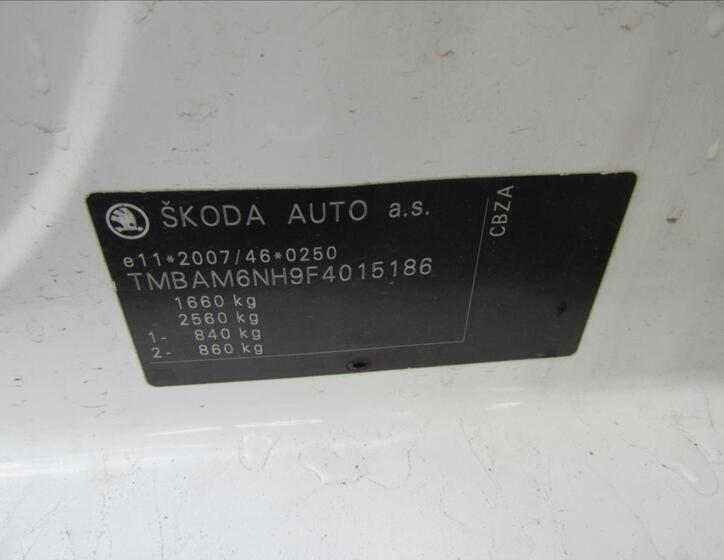 ŠKODA AUTO a.s.
e11*2007/46*0250
TMBAM6NH9F4015186
1660 kg
2560 kg
1- 840 kg
2- 860 kg
CBZA